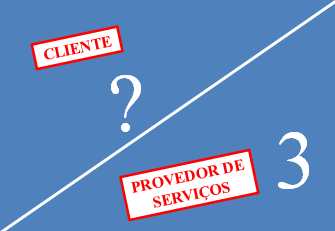 CLIENTE
?
PROVEDOR DE
SERVIÇOS
3